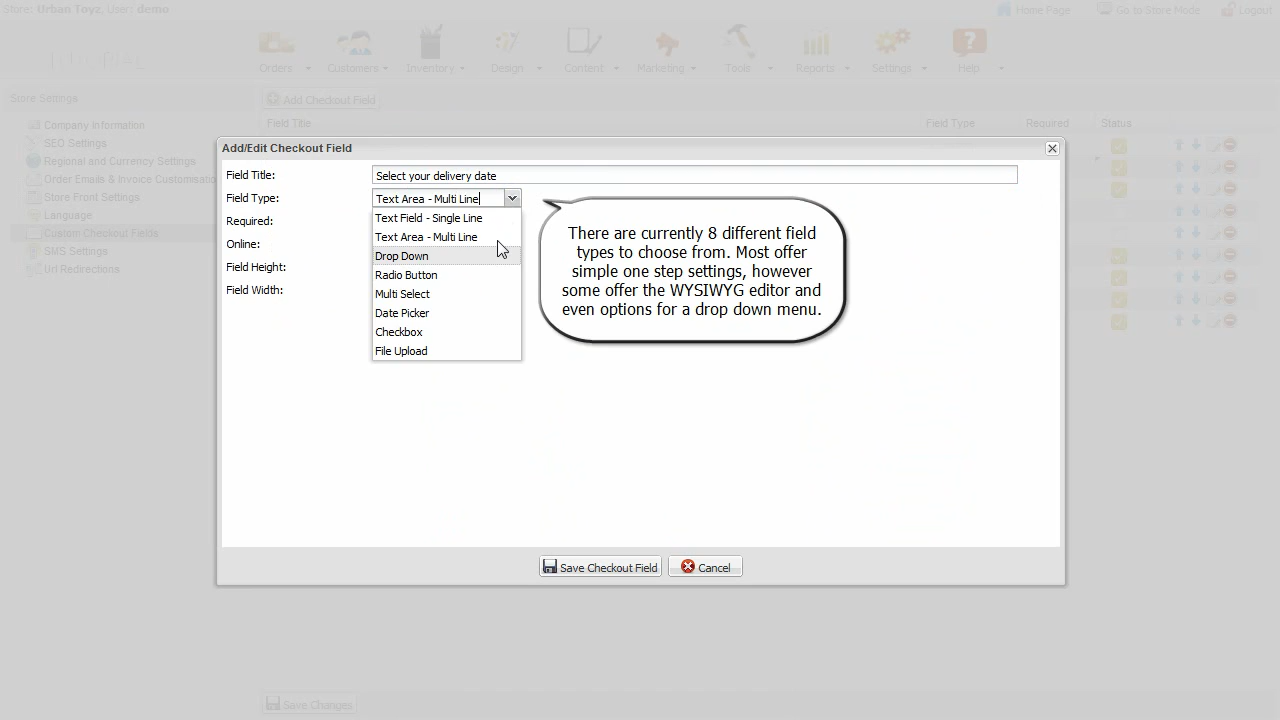 Store: Urban Toyz, User: demo
Home Page Go to Store Mode Logout
TUTORIAL
Orders Customers Inventory Design Content Marketing Tools Reports Settings Help
Store Settings
Add Checkout Field
Company Information
Field Title Field Type Required Status
SEO Settings
Regional and Currency Settings
Order Emails & Invoice Customisatio
Store Front Settings
Language
Custom Checkout Fields
SMS Settings
Url Redirections
Add/Edit Checkout Field
Field Title: Select your delivery date
Field Type: Text Area - Multi Line
Required:
Online:
Field Height:
Field Width:
Text Field - Single Line
Text Area - Multi Line
Drop Down
Radio Button
Multi Select
Date Picker
Checkbox
File Upload
There are currently 8 different field
types to choose from. Most offer
simple one step settings, however
some offer the WYSIWYG editor and
even options for a drop down menu.
Save Checkout Field Cancel
Save Changes